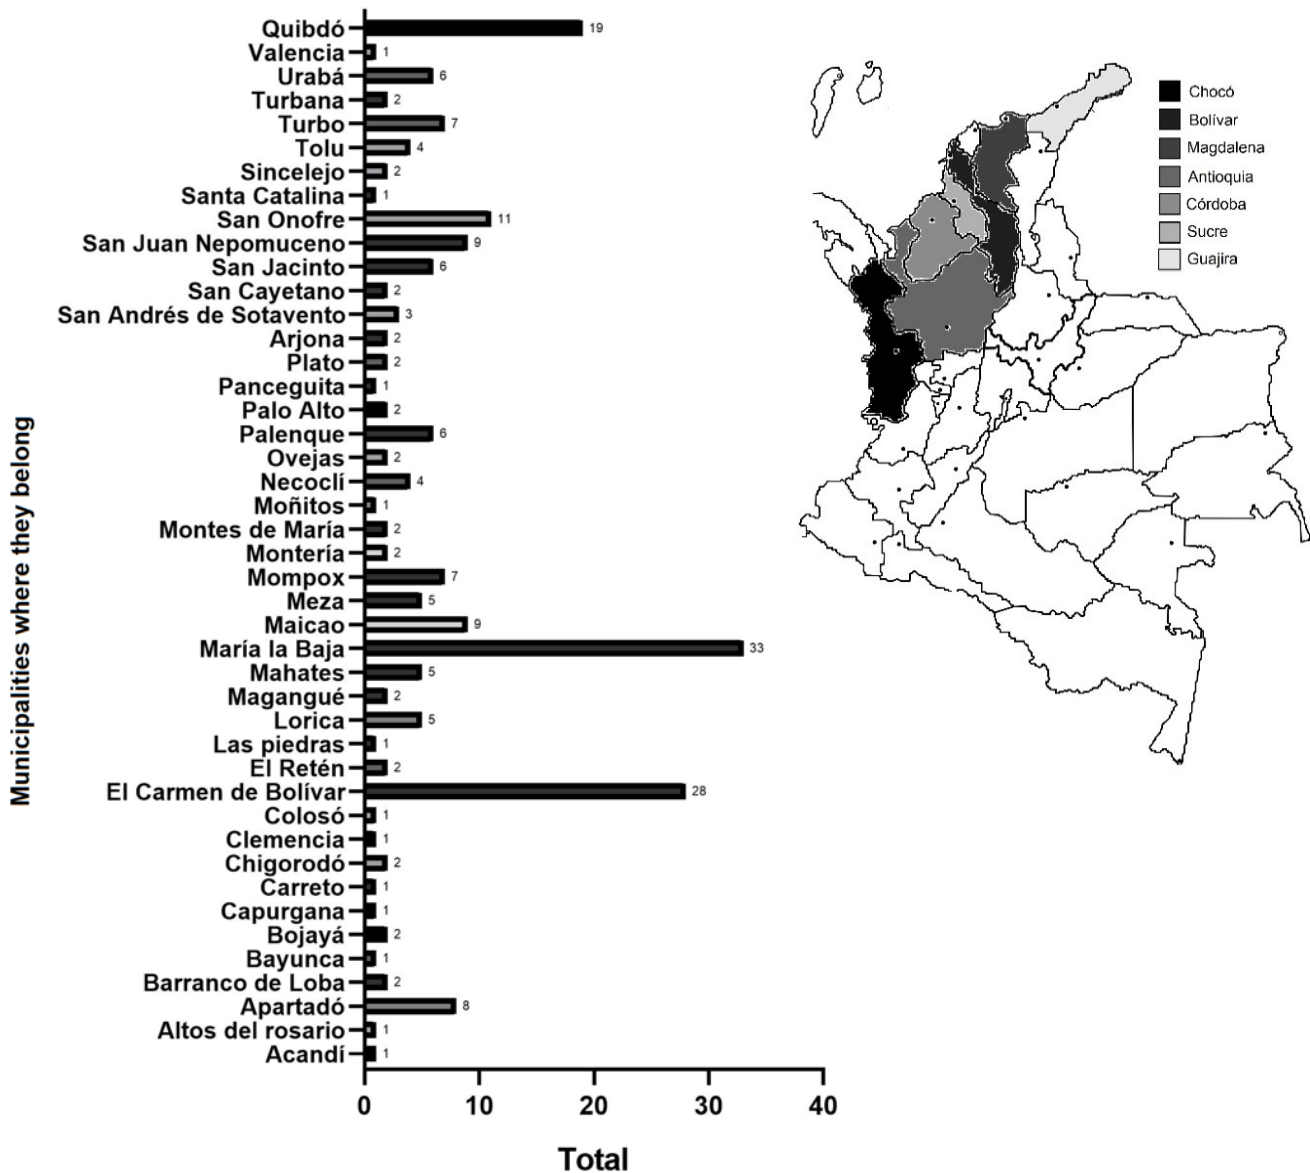 Municipalities where they belong
Quibdó 19
Valencia 1
Urabá 6
Turbana 2
Turbo 7
Tolu 4
Sincelejo 2
Santa Catalina 1
San Onofre 11
San Juan Nepomuceno 9
San Jacinto 6
San Cayetano 2
San Andrés de Sotavento 3
Arjona 2
Plato 2
Panceguita 1
Palo Alto 2
Palenque 6
Ovejas 2
Necoclí 4
Moñitos 1
Montes de María 2
Montería 2
Mompox 7
Meza 5
Maicao 9
María la Baja 33
Mahates 5
Magangué 2
Lorica 5
Las piedras 1
El Retén 2
El Carmen de Bolívar 28
Colosó 1
Clemencia 1
Chigorodó 2
Carreto 1
Capurgana 1
Bojayá 2
Bayunca 1
Barranco de Loba 2
Apartadó 8
Altos del rosario 1
Acandí 1
0 10 20 30 40
Total
Chocó
Bolívar
Magdalena
Antioquia
Córdoba
Sucre
Guajira